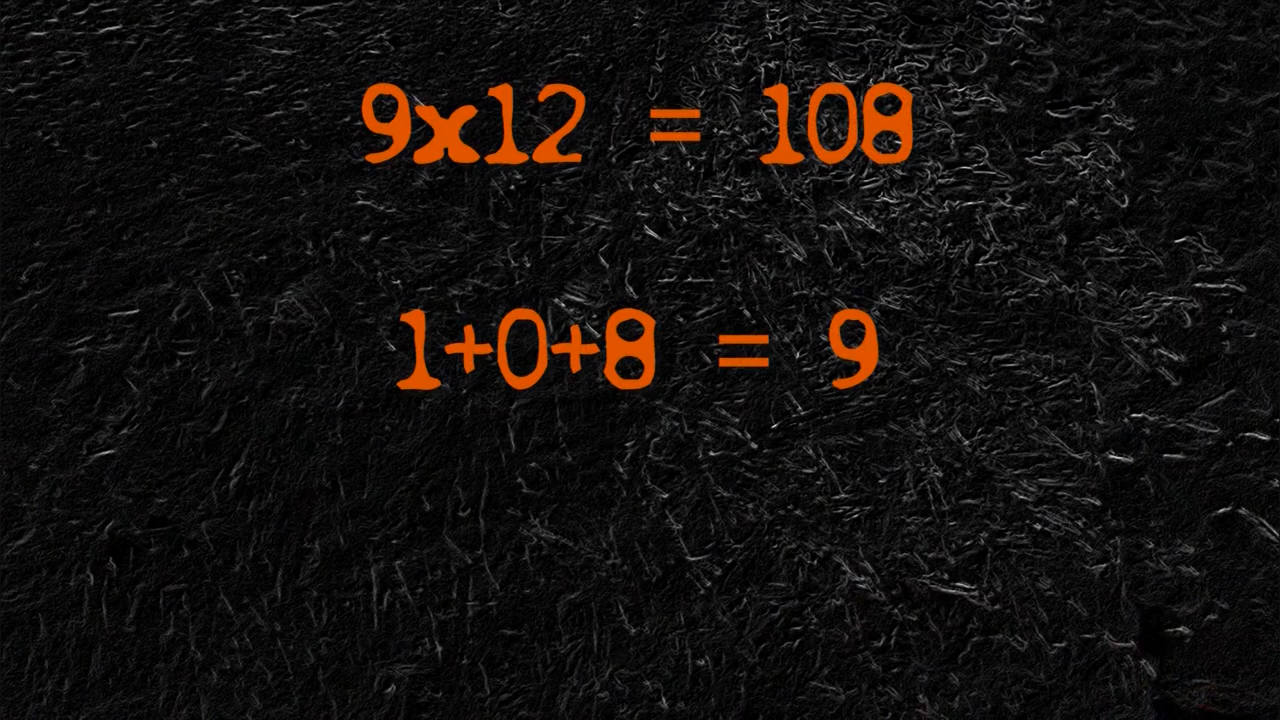 9x12 = 108
1+0+8 = 9